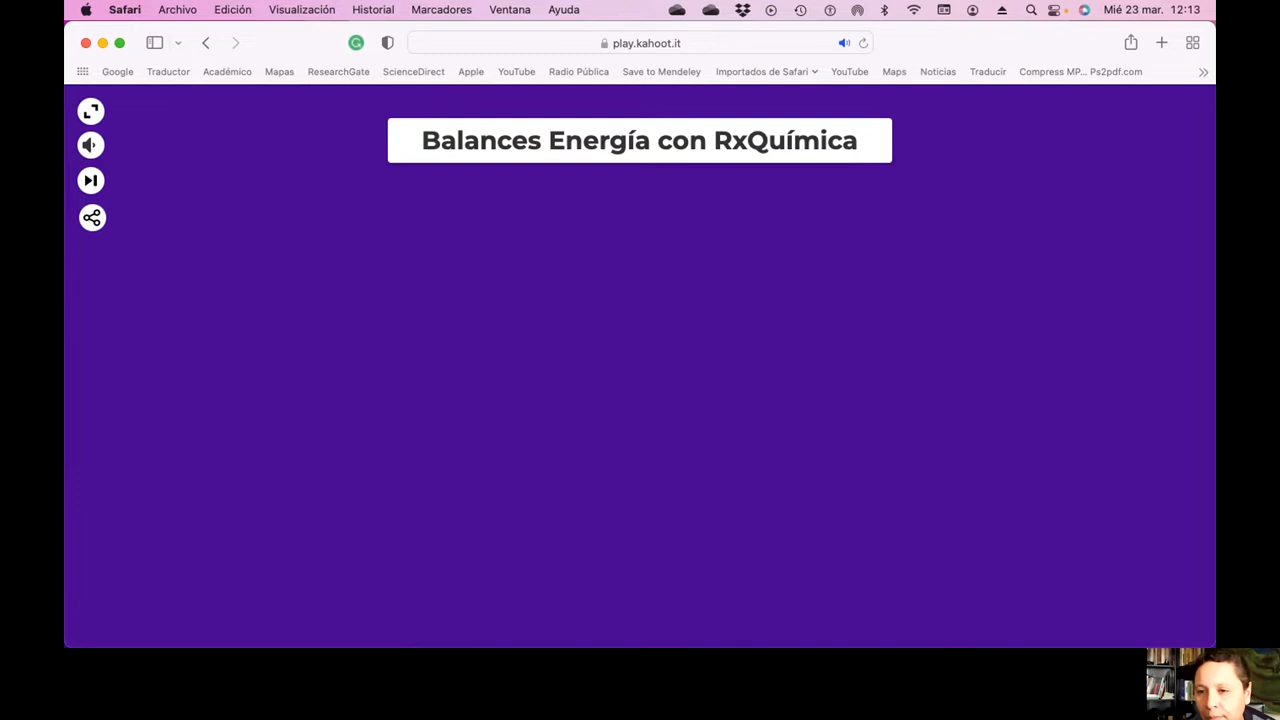 Safari Archivo Edición Visualización Historial Marcadores Ventana Ayuda Mié 23 mar. 12:13
play.kahoot.it
Google Traductor Académico Mapas ResearchGate ScienceDirect Apple YouTube Radio Pública Save to Mendeley Importados de Safari YouTube Maps Noticias Traducir Compress MP... Ps2pdf.com
Balances Energía con RxQuímica